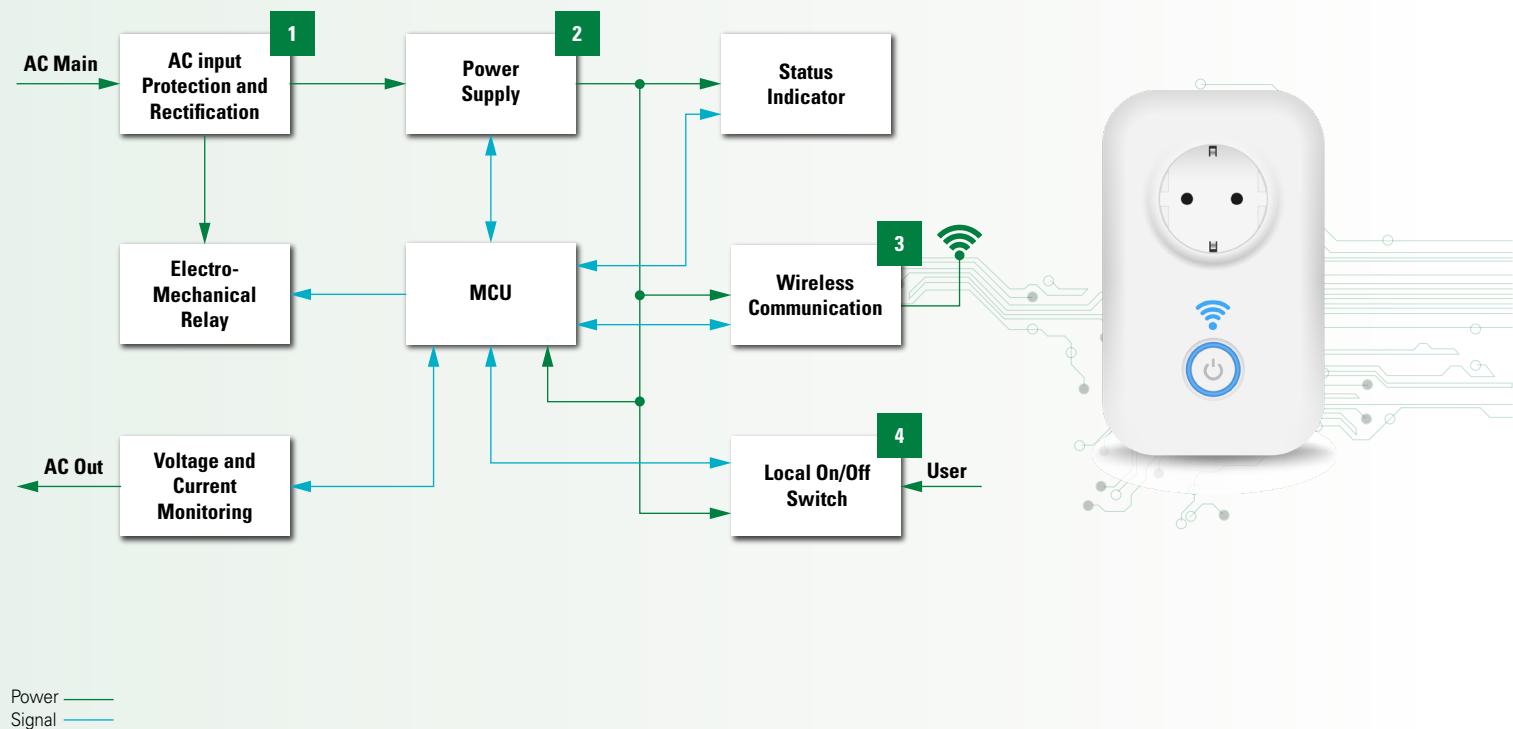 1
AC Main
AC input
Protection and
Rectification
2
Power
Supply
Status
Indicator
Electro-
Mechanical
Relay
MCU
3
Wireless
Communication
AC Out
Voltage and
Current
Monitoring
4
Local On/Off
Switch
User
Power
Signal